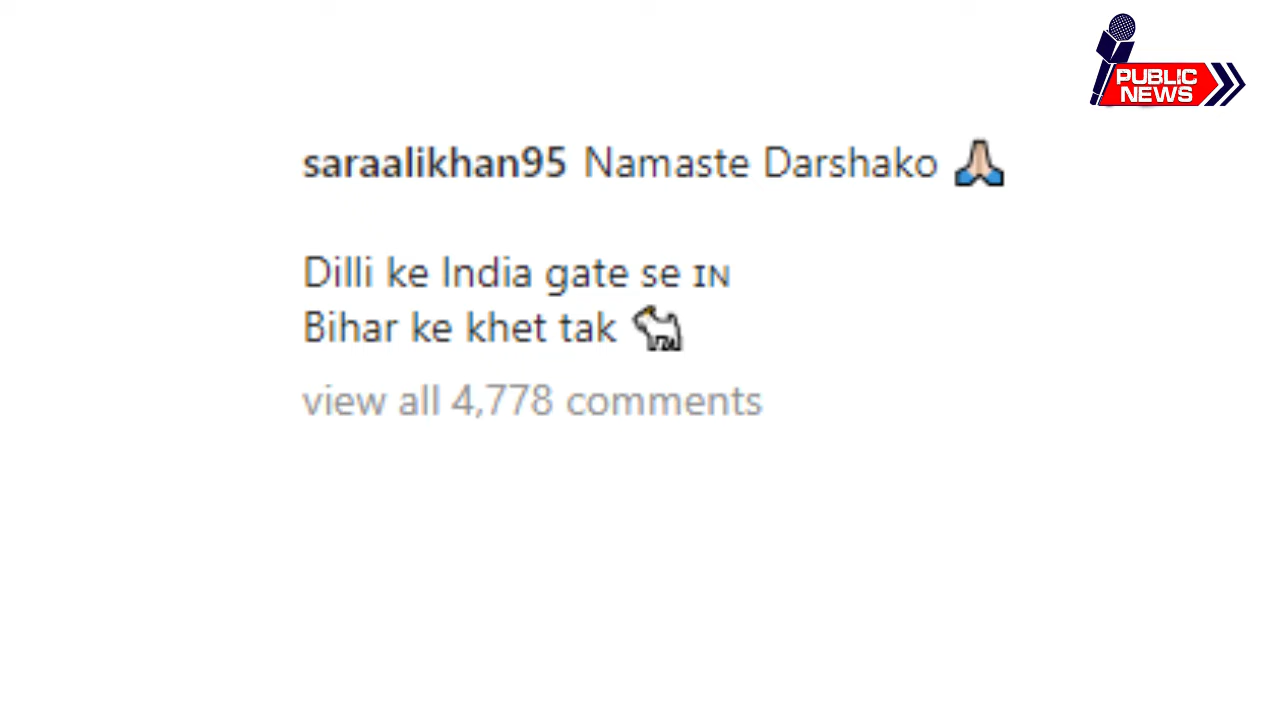 PUBLIC
NEWS
saraalikhan95 Namaste Darshako 🙏🏻
Dilli ke India gate se ɪɴ
Bihar ke khet tak 🐐
view all 4,778 comments